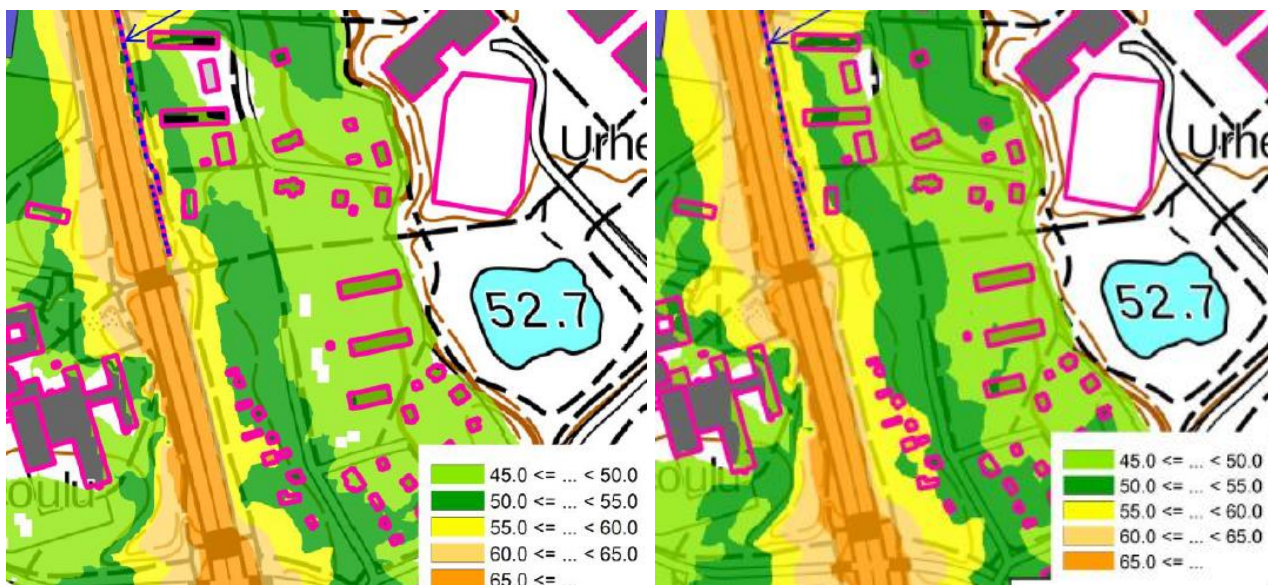 Urhe
52.7
oulu
45.0 <= ... < 50.0
50.0 <= ... < 55.0
55.0 <= ... < 60.0
60.0 <= ... < 65.0
65.0 <= ...
Urhe
52.7
oulu
45.0 <= ... < 50.0
50.0 <= ... < 55.0
55.0 <= ... < 60.0
60.0 <= ... < 65.0
65.0 <= ...